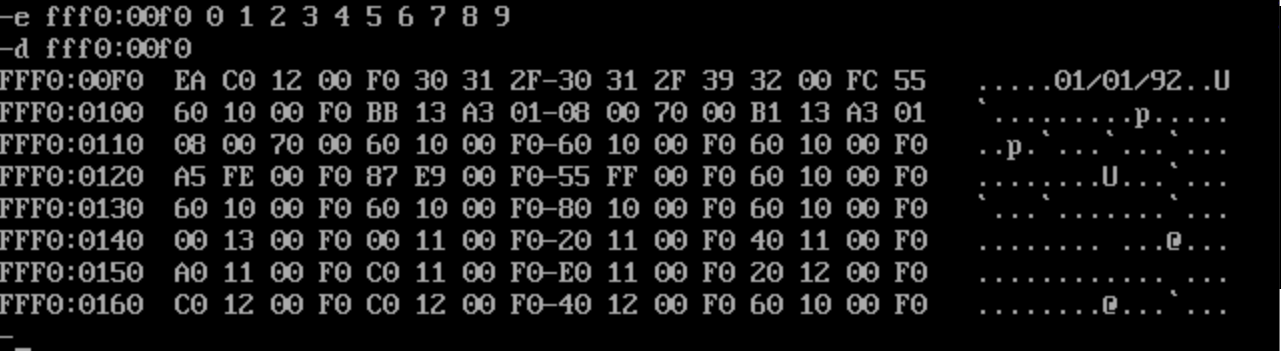 -e fff0:00f0 0 1 2 3 4 5 6 7 8 9
-d fff0:00f0
FFF0:00F0  EA C0 12 00 F0 30 31 2F-30 31 2F 39 32 00 FC 55   .....01/01/92..U
FFF0:0100  60 10 00 F0 BB 13 A3 01-08 00 70 00 B1 13 A3 01   `.........p.....
FFF0:0110  08 00 70 00 60 10 00 F0-60 10 00 F0 60 10 00 F0   ..p.`...`...`...
FFF0:0120  A5 FE 00 F0 87 E9 00 F0-55 FF 00 F0 60 10 00 F0   ........U...`...
FFF0:0130  60 10 00 F0 60 10 00 F0-80 10 00 F0 60 10 00 F0   `...`.......`...
FFF0:0140  00 13 00 F0 00 11 00 F0-20 11 00 F0 40 11 00 F0   ........ ...@...
FFF0:0150  A0 11 00 F0 C0 11 00 F0-E0 11 00 F0 20 12 00 F0   ............ ...
FFF0:0160  C0 12 00 F0 C0 12 00 F0-40 12 00 F0 60 10 00 F0   ........@...`...
-